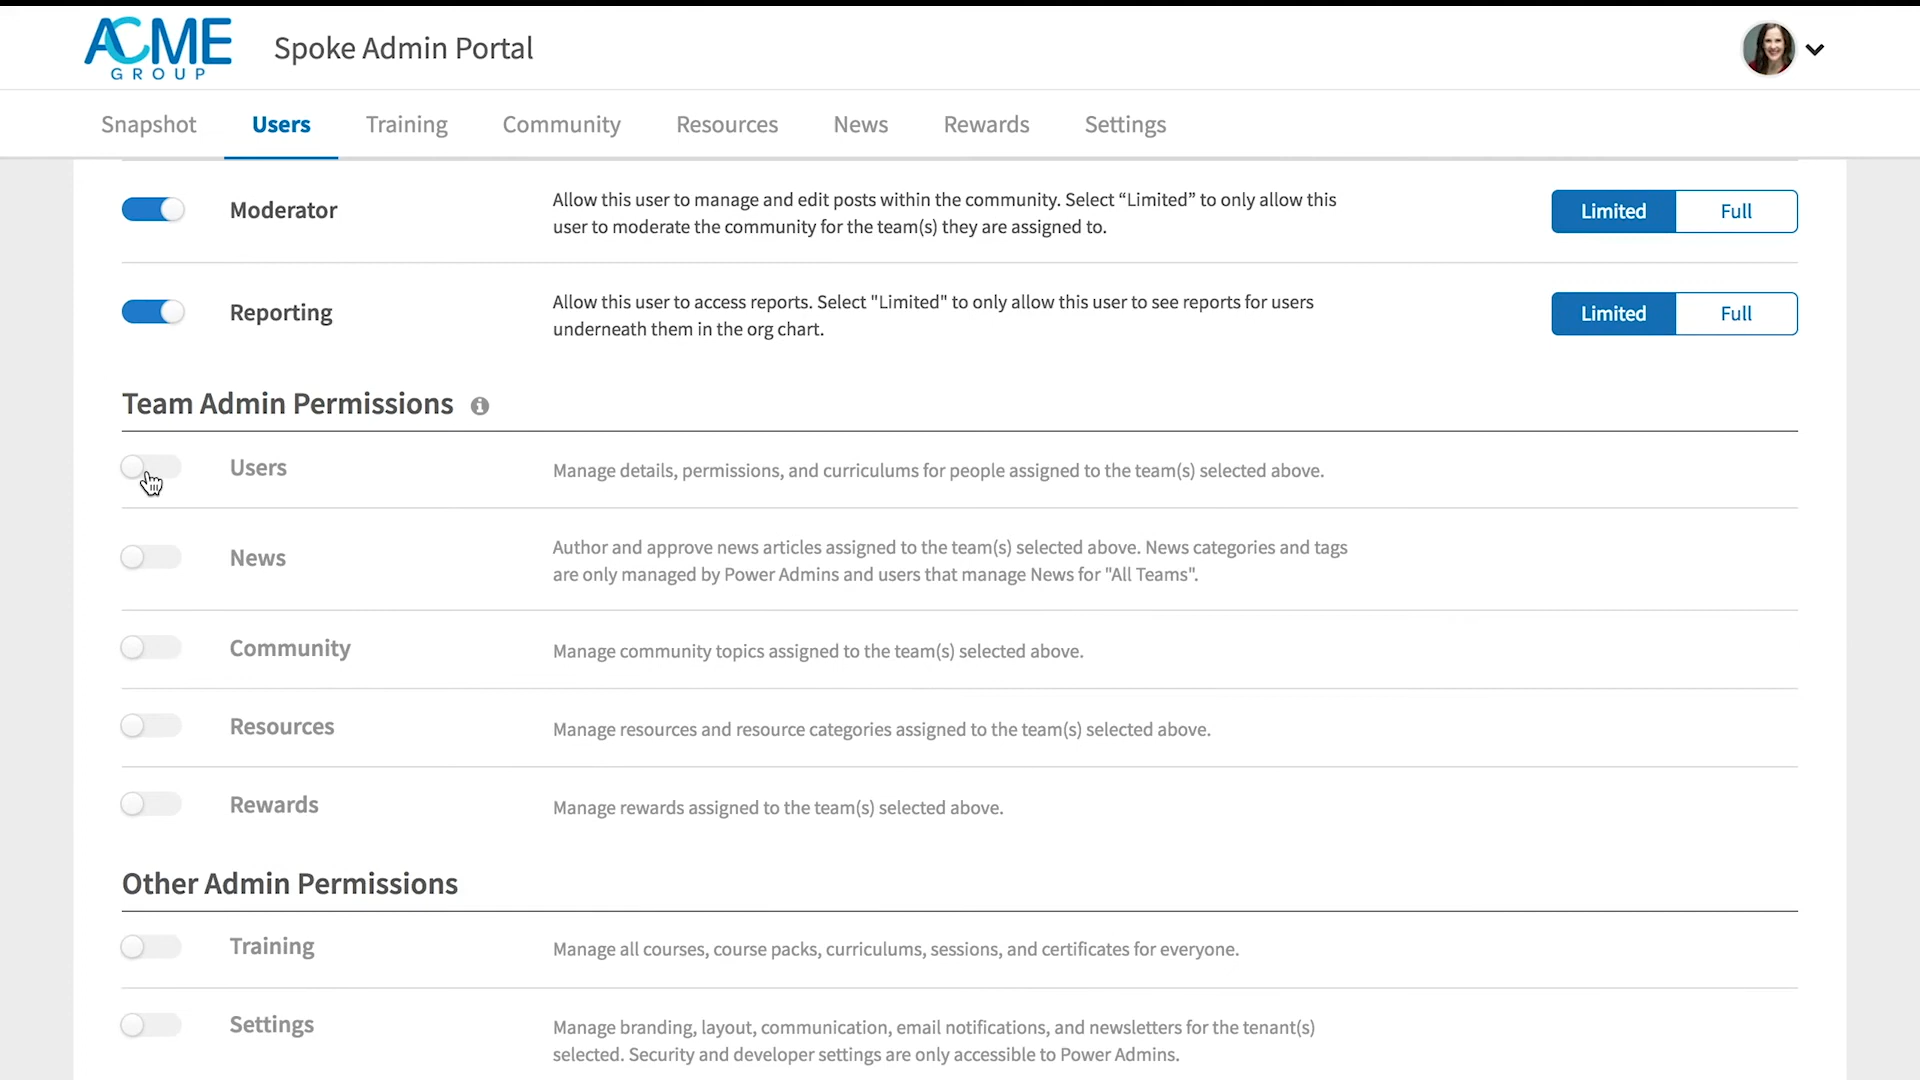 ACME
GROUP
Spoke Admin Portal
Snapshot
Users
Training
Community
Resources
News
Rewards
Settings
Moderator
Allow this user to manage and edit posts within the community. Select “Limited” to only allow this
user to moderate the community for the team(s) they are assigned to.
Limited
Full
Reporting
Allow this user to access reports. Select "Limited" to only allow this user to see reports for users
underneath them in the org chart.
Limited
Full
Team Admin Permissions
Users
Manage details, permissions, and curriculums for people assigned to the team(s) selected above.
News
Author and approve news articles assigned to the team(s) selected above. News categories and tags
are only managed by Power Admins and users that manage News for "All Teams".
Community
Manage community topics assigned to the team(s) selected above.
Resources
Manage resources and resource categories assigned to the team(s) selected above.
Rewards
Manage rewards assigned to the team(s) selected above.
Other Admin Permissions
Training
Manage all courses, course packs, curriculums, sessions, and certificates for everyone.
Settings
Manage branding, layout, communication, email notifications, and newsletters for the tenant(s)
selected. Security and developer settings are only accessible to Power Admins.